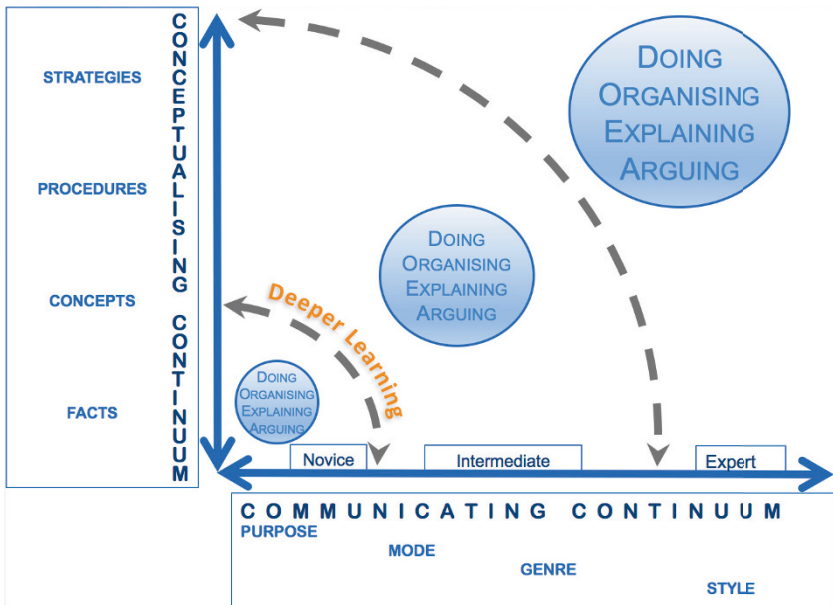 STRATEGIES
PROCEDURES
CONCEPTS
FACTS
CONCEPTUALISING CONTINUUM
DOING
ORGANISING
EXPLAINING
ARGUING
DOING
ORGANISING
EXPLAINING
ARGUING
Deeper Learning
DOING
ORGANISING
EXPLAINING
ARGUING
Novice
Intermediate
Expert
COMMUNICATING CONTINUUM
PURPOSE
MODE
GENRE
STYLE